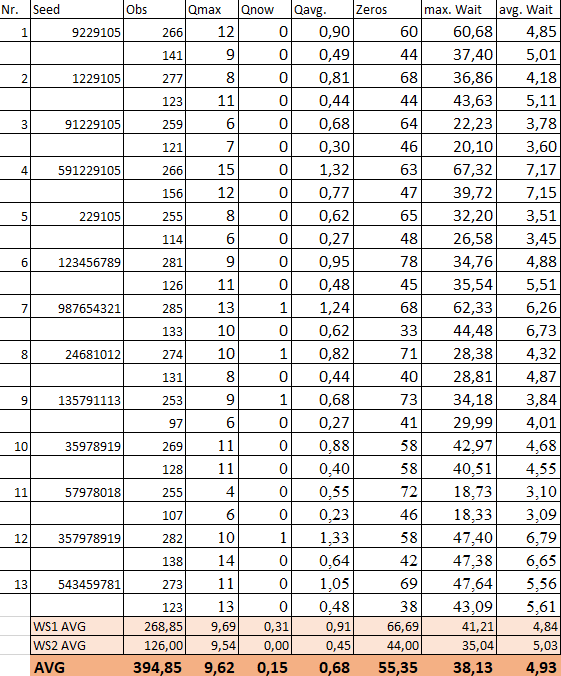 Nr. Seed Obs Qmax Qnow Qavg. Zeros max. Wait avg. Wait
1 9229105 266 12 0 0,90 60 60,68 4,85
141 9 0 0,49 44 37,40 5,01
2 1229105 277 8 0 0,81 68 36,86 4,18
123 11 0 0,44 44 43,63 5,11
3 91229105 259 6 0 0,68 64 22,23 3,78
121 7 0 0,30 46 20,10 3,60
4 591229105 266 15 0 1,32 63 67,32 7,17
156 12 0 0,77 47 39,72 7,15
5 229105 255 8 0 0,62 65 32,20 3,51
114 6 0 0,27 48 26,58 3,45
6 123456789 281 9 0 0,95 78 34,76 4,88
126 11 0 0,48 45 35,54 5,51
7 987654321 285 13 1 1,24 68 62,33 6,26
133 10 0 0,62 33 44,48 6,73
8 24681012 274 10 1 0,82 71 28,38 4,32
131 8 0 0,44 40 28,81 4,87
9 135791113 253 9 1 0,68 73 34,18 3,84
97 6 0 0,27 41 29,99 4,01
10 35978919 269 11 0 0,88 58 42,97 4,68
128 11 0 0,40 58 40,51 4,55
11 57978018 255 4 0 0,55 72 18,73 3,10
107 6 0 0,23 46 18,33 3,09
12 357978919 282 10 1 1,33 58 47,40 6,79
138 14 0 0,64 42 47,38 6,65
13 543459781 273 11 0 1,05 69 47,64 5,56
123 13 0 0,48 38 43,09 5,61
WS1 AVG 268,85 9,69 0,31 0,91 66,69 41,21 4,84
WS2 AVG 126,00 9,54 0,00 0,45 44,00 35,04 5,03
AVG 394,85 9,62 0,15 0,68 55,35 38,13 4,93